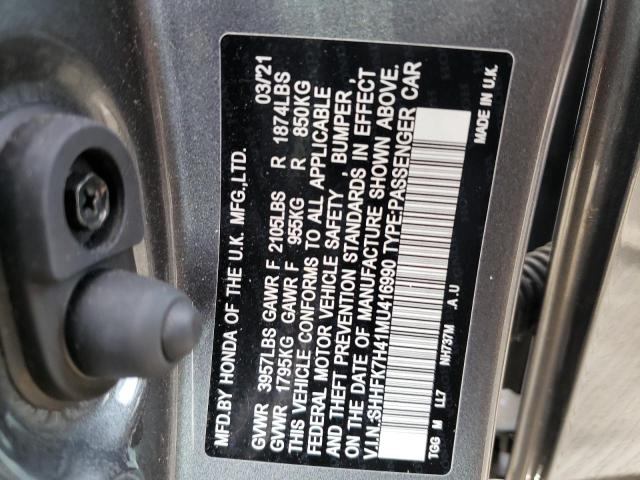 MFD.BY HONDA OF THE U.K. MFG.,LTD. 03/21
GVWR 3957LBS GAWR F 2105LBS R 1874LBS
GVWR 1795KG GAWR F 955KG R 850KG
THIS VEHICLE CONFORMS TO ALL APPLICABLE
FEDERAL MOTOR VEHICLE SAFETY , BUMPER ,
AND THEFT PREVENTION STANDARDS IN EFFECT
ON THE DATE OF MANUFACTURE SHOWN ABOVE.
V.I.N.:SHHFK7H41MU416990 TYPE:PASSENGER CAR
TGG M LL7 NH737M A.U MADE IN U.K.